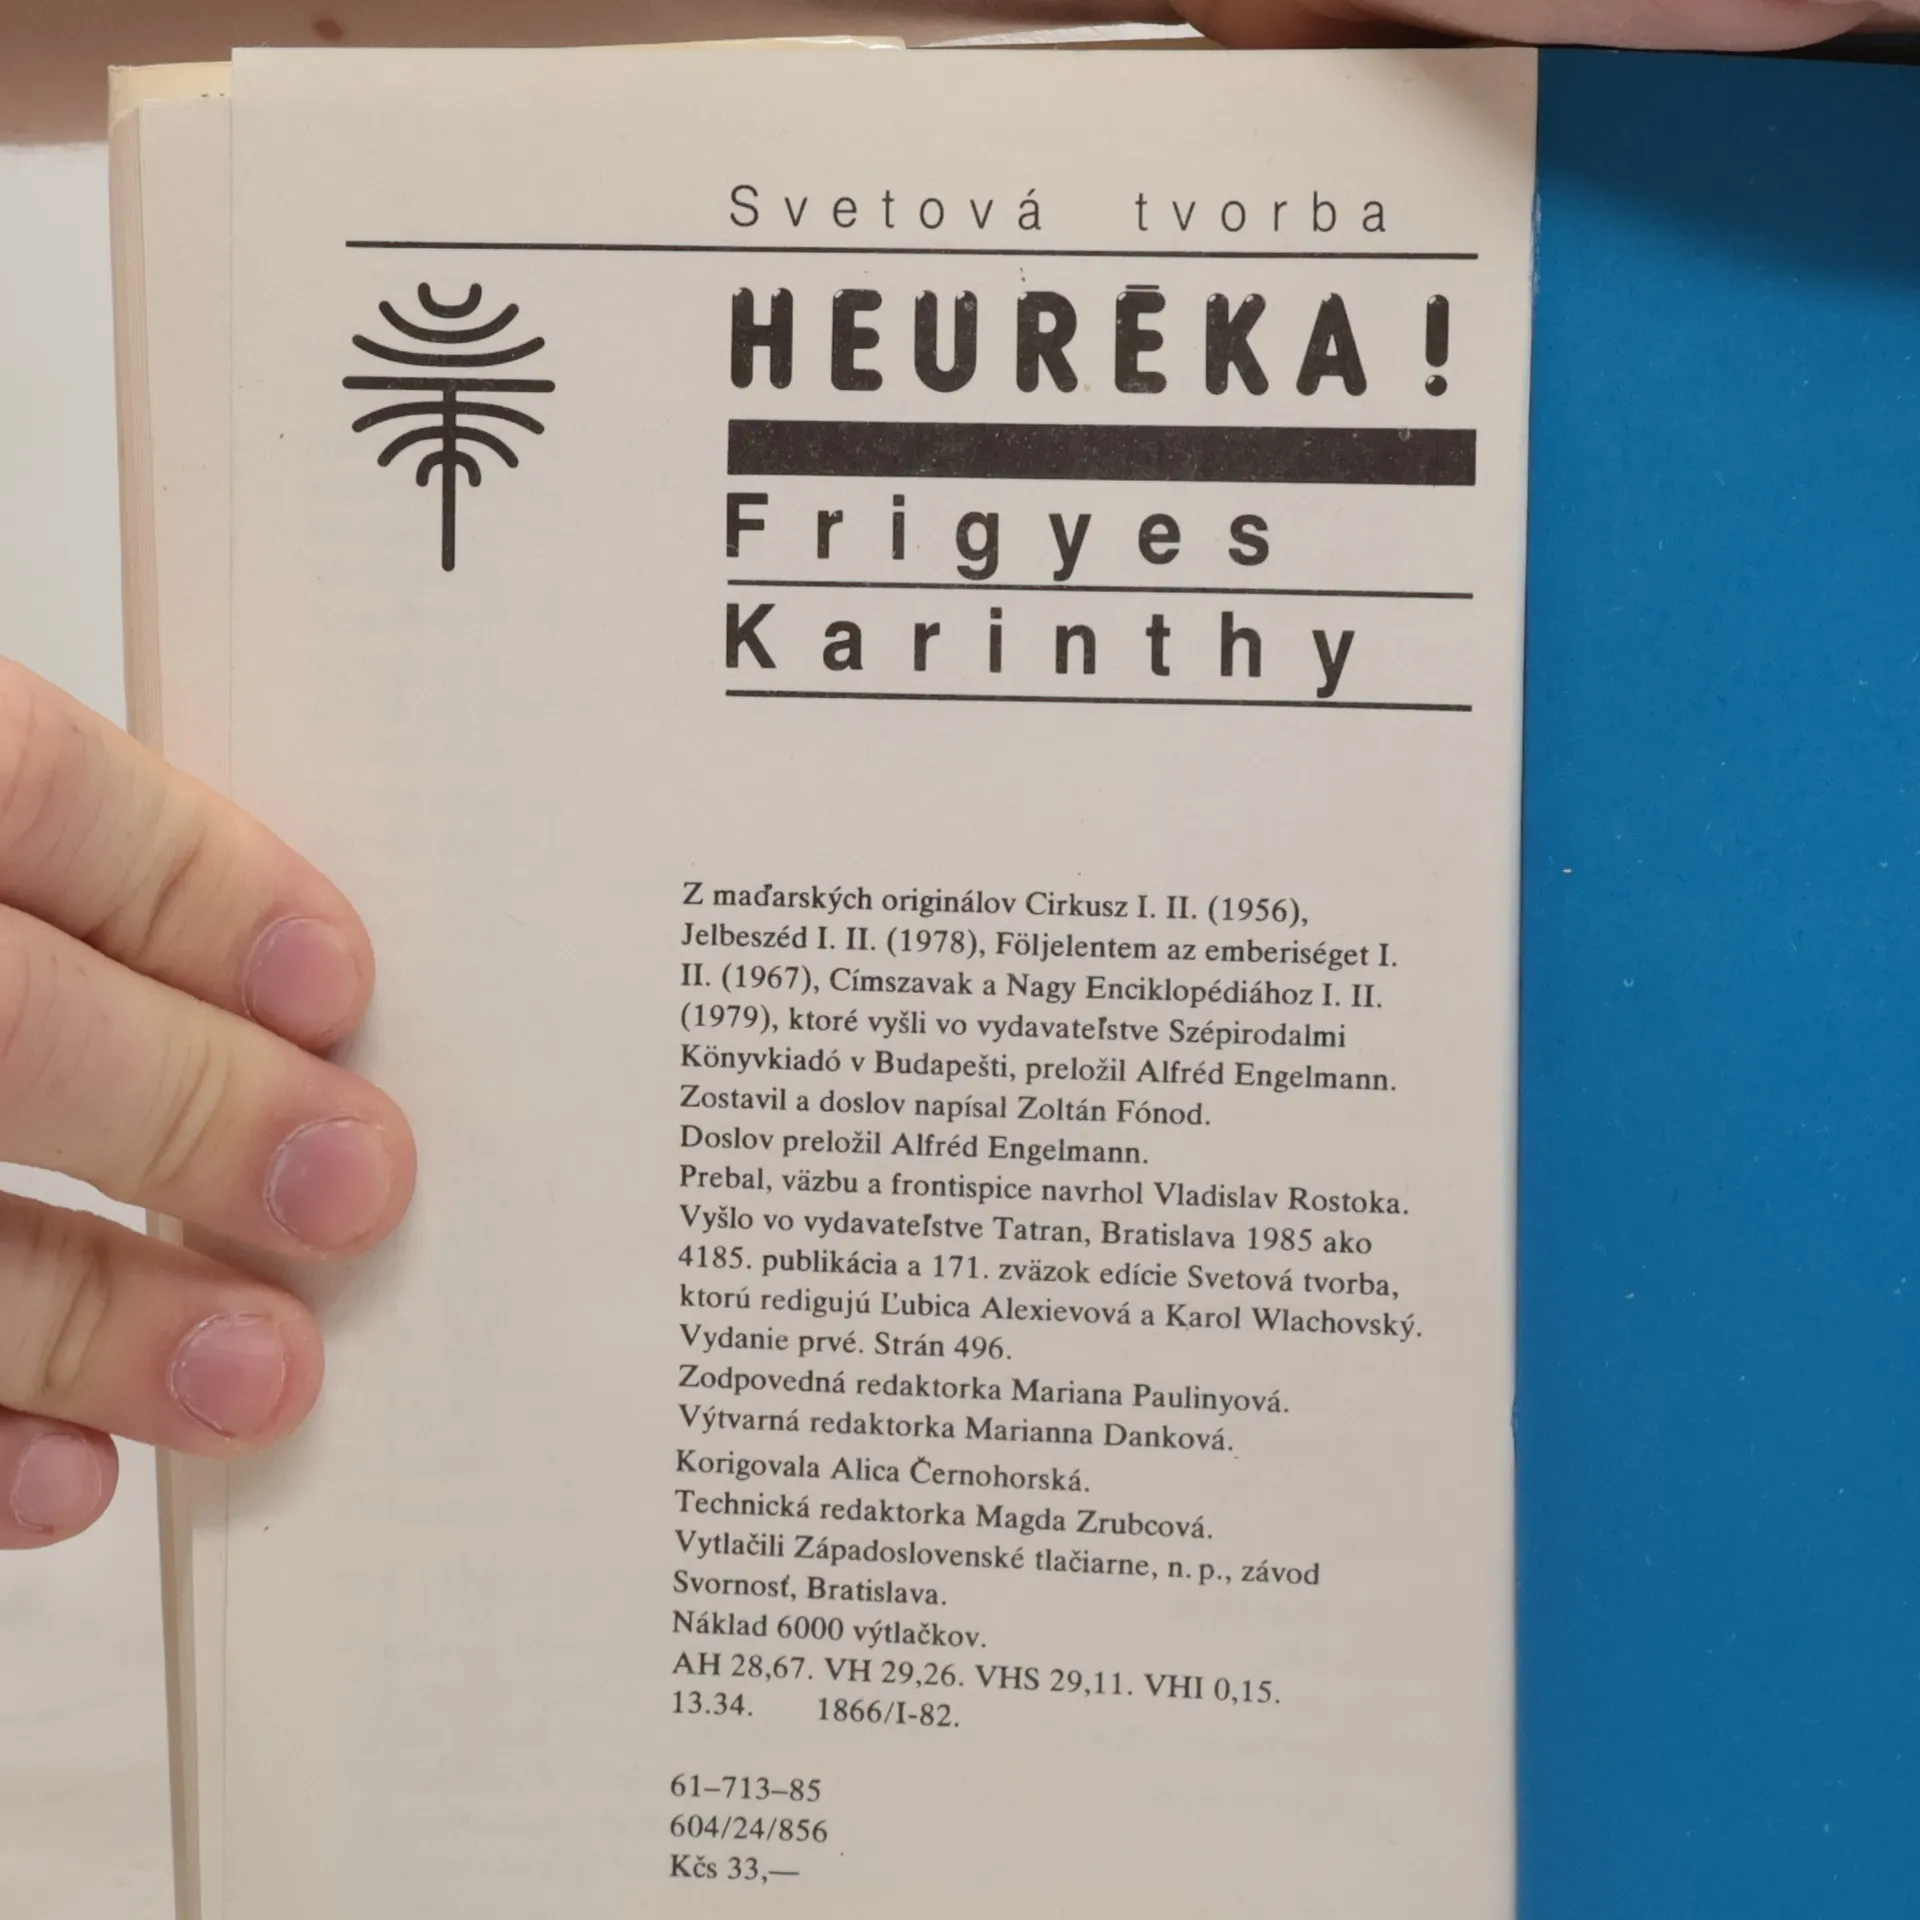 Svetová tvorba
HEURĒKA!
Frigyes
Karinthy
Z maďarských originálov Cirkusz I. II. (1956),
Jelbeszéd I. II. (1978), Följelentem az emberiséget I.
II. (1967), Címszavak a Nagy Enciklopédiához I. II.
(1979), ktoré vyšli vo vydavateľstve Szépirodalmi
Könyvkiadó v Budapešti, preložil Alfréd Engelmann.
Zostavil a doslov napísal Zoltán Fónod.
Doslov preložil Alfréd Engelmann.
Prebal, väzbu a frontispice navrhol Vladislav Rostoka.
Vyšlo vo vydavateľstve Tatran, Bratislava 1985 ako
4185. publikácia a 171. zväzok edície Svetová tvorba,
ktorú redigujú Ľubica Alexievová a Karol Wlachovský.
Vydanie prvé. Strán 496.
Zodpovedná redaktorka Mariana Paulinyová.
Výtvarná redaktorka Marianna Danková.
Korigovala Alica Černohorská.
Technická redaktorka Magda Zrubcová.
Vytlačili Západoslovenské tlačiarne, n. p., závod
Svornosť, Bratislava.
Náklad 6000 výtlačkov.
AH 28,67. VH 29,26. VHS 29,11. VHI 0,15.
13.34. 1866/I-82.
61–713–85
604/24/856
Kčs 33,—